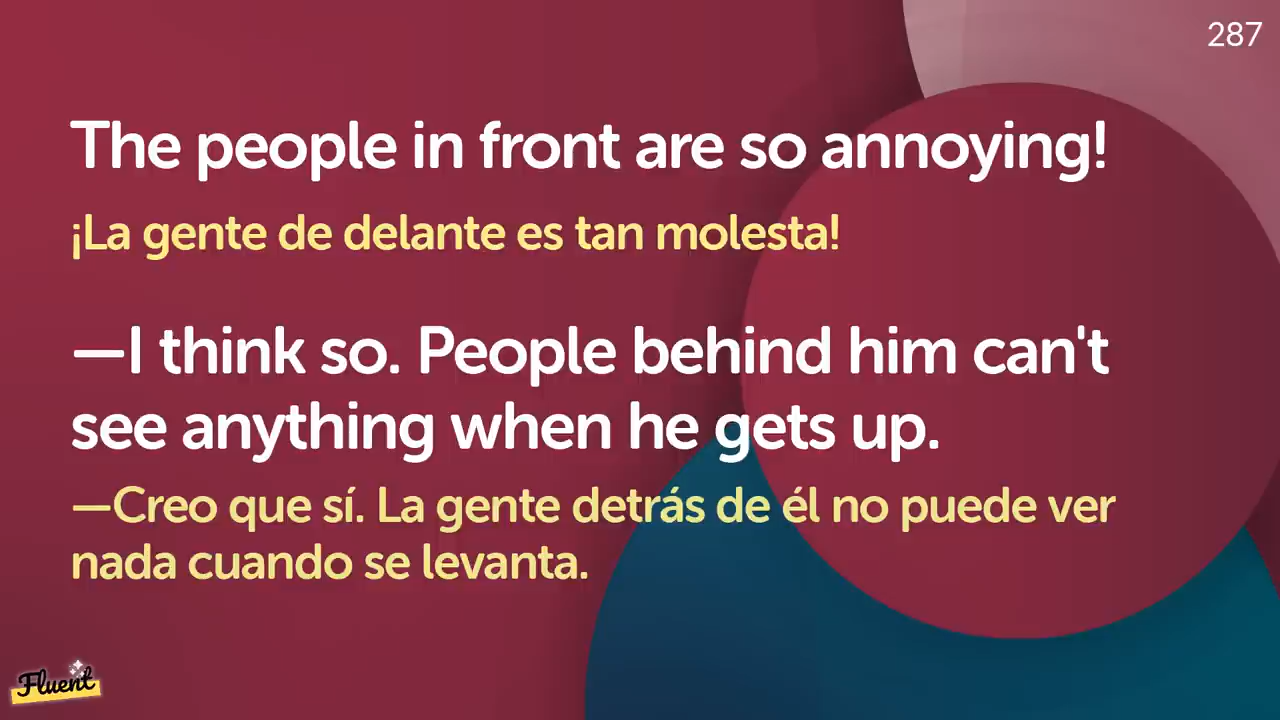 287
The people in front are so annoying!
¡La gente de delante es tan molesta!
—I think so. People behind him can't
see anything when he gets up.
—Creo que sí. La gente detrás de él no puede ver
nada cuando se levanta.
Fluent